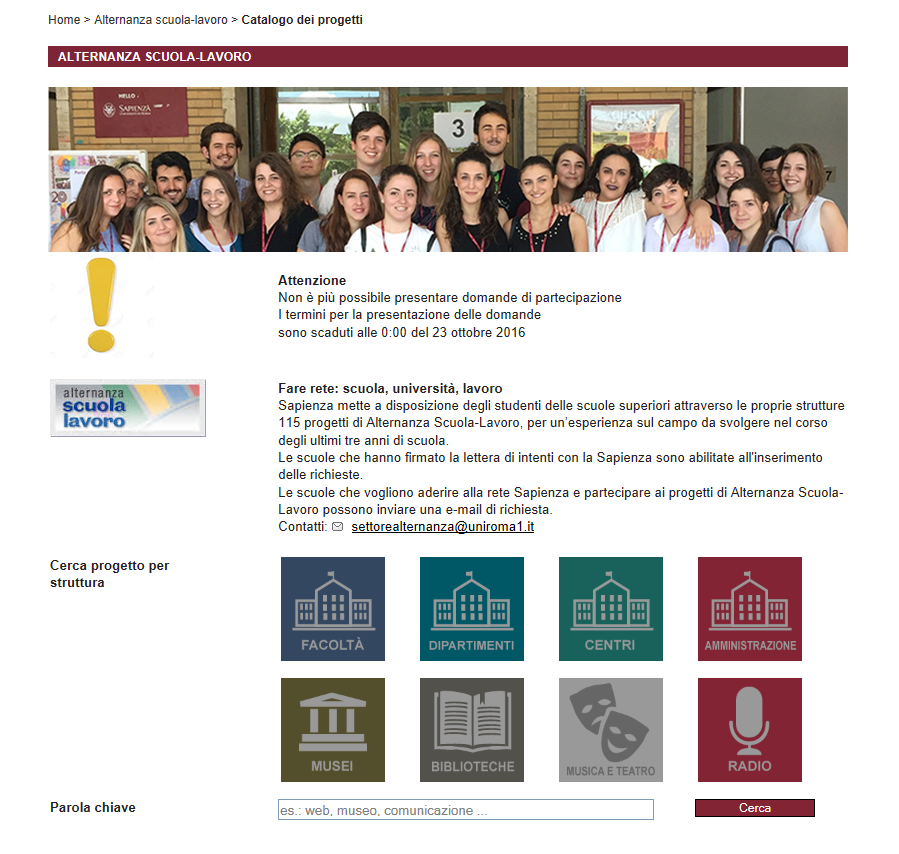 Home > Alternanza scuola-lavoro > Catalogo dei progetti
ALTERNANZA SCUOLA-LAVORO
HELLO
SAPIENZA
3
20
7
Attenzione
Non è più possibile presentare domande di partecipazione
I termini per la presentazione delle domande
sono scaduti alle 0:00 del 23 ottobre 2016
alternanza
scuola
lavoro
Fare rete: scuola, università, lavoro
Sapienza mette a disposizione degli studenti delle scuole superiori attraverso le proprie strutture
115 progetti di Alternanza Scuola-Lavoro, per un'esperienza sul campo da svolgere nel corso
degli ultimi tre anni di scuola.
Le scuole che hanno firmato la lettera di intenti con la Sapienza sono abilitate all'inserimento
delle richieste.
Le scuole che vogliono aderire alla rete Sapienza e partecipare ai progetti di Alternanza Scuola-
Lavoro possono inviare una e-mail di richiesta.
Contatti: settorealternanza@uniroma1.it
Cerca progetto per
struttura
FACOLTÀ
DIPARTIMENTI
CENTRI
AMMINISTRAZIONE
MUSEI
BIBLIOTECHE
MUSICA E TEATRO
RADIO
Parola chiave
es.: web, museo, comunicazione ...
Cerca